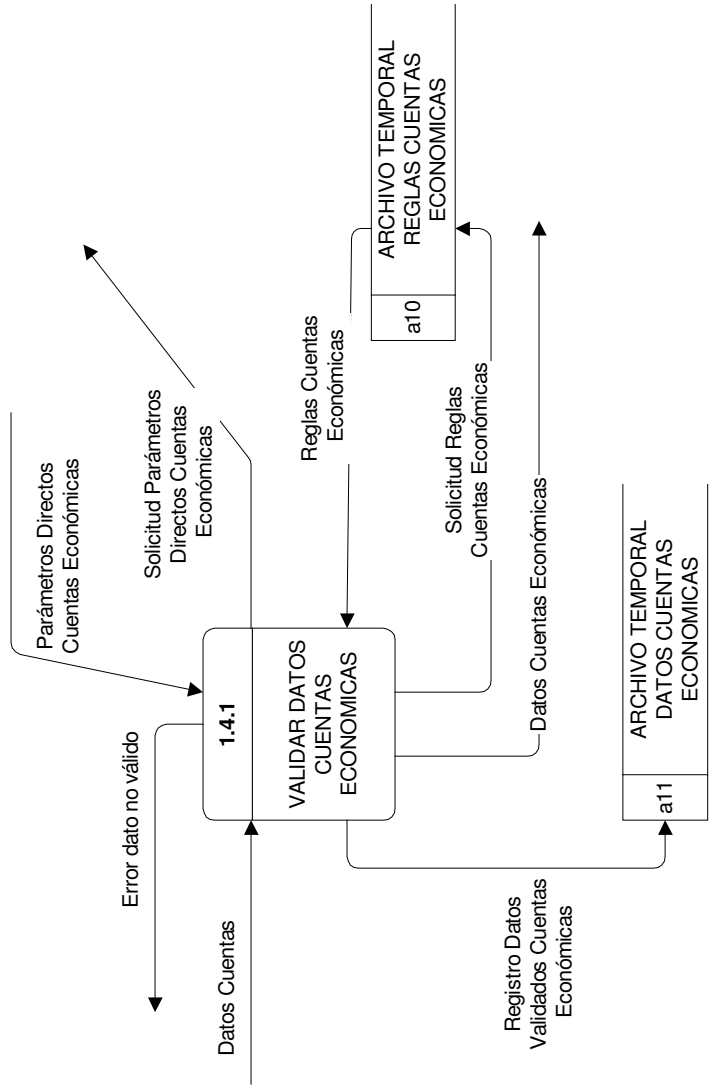 Parámetros Directos
Cuentas Económicas
Error dato no válido
Solicitud Parámetros
Directos Cuentas
Económicas
Datos Cuentas
1.4.1
VALIDAR DATOS
CUENTAS
ECONOMICAS
Reglas Cuentas
Económicas
a10
ARCHIVO TEMPORAL
REGLAS CUENTAS
ECONOMICAS
Solicitud Reglas
Cuentas Económicas
Datos Cuentas Económicas
Registro Datos
Validados Cuentas
Económicas
a11
ARCHIVO TEMPORAL
DATOS CUENTAS
ECONOMICAS